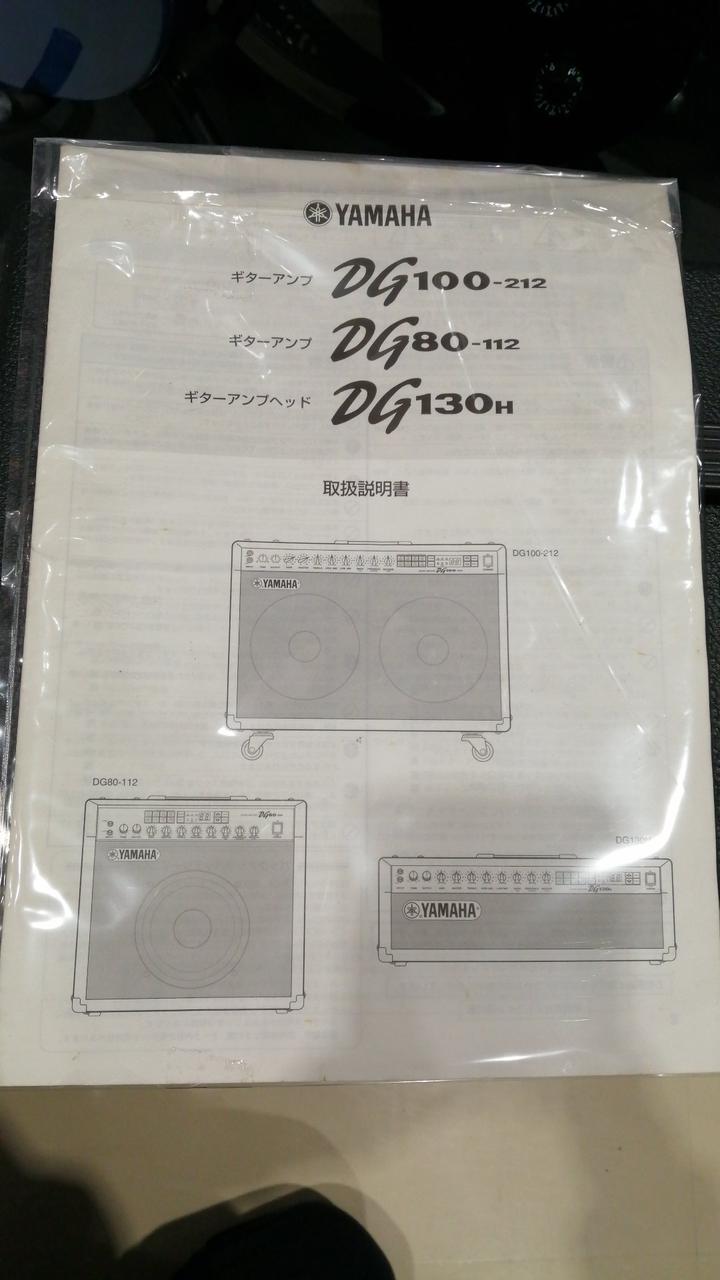 YAMAHA
ギターアンプ DG100-212
ギターアンプ DG80-112
ギターアンプヘッド DG130H
取扱説明書
DG100-212
YAMAHA
DG80-112
YAMAHA
DG130H
YAMAHA